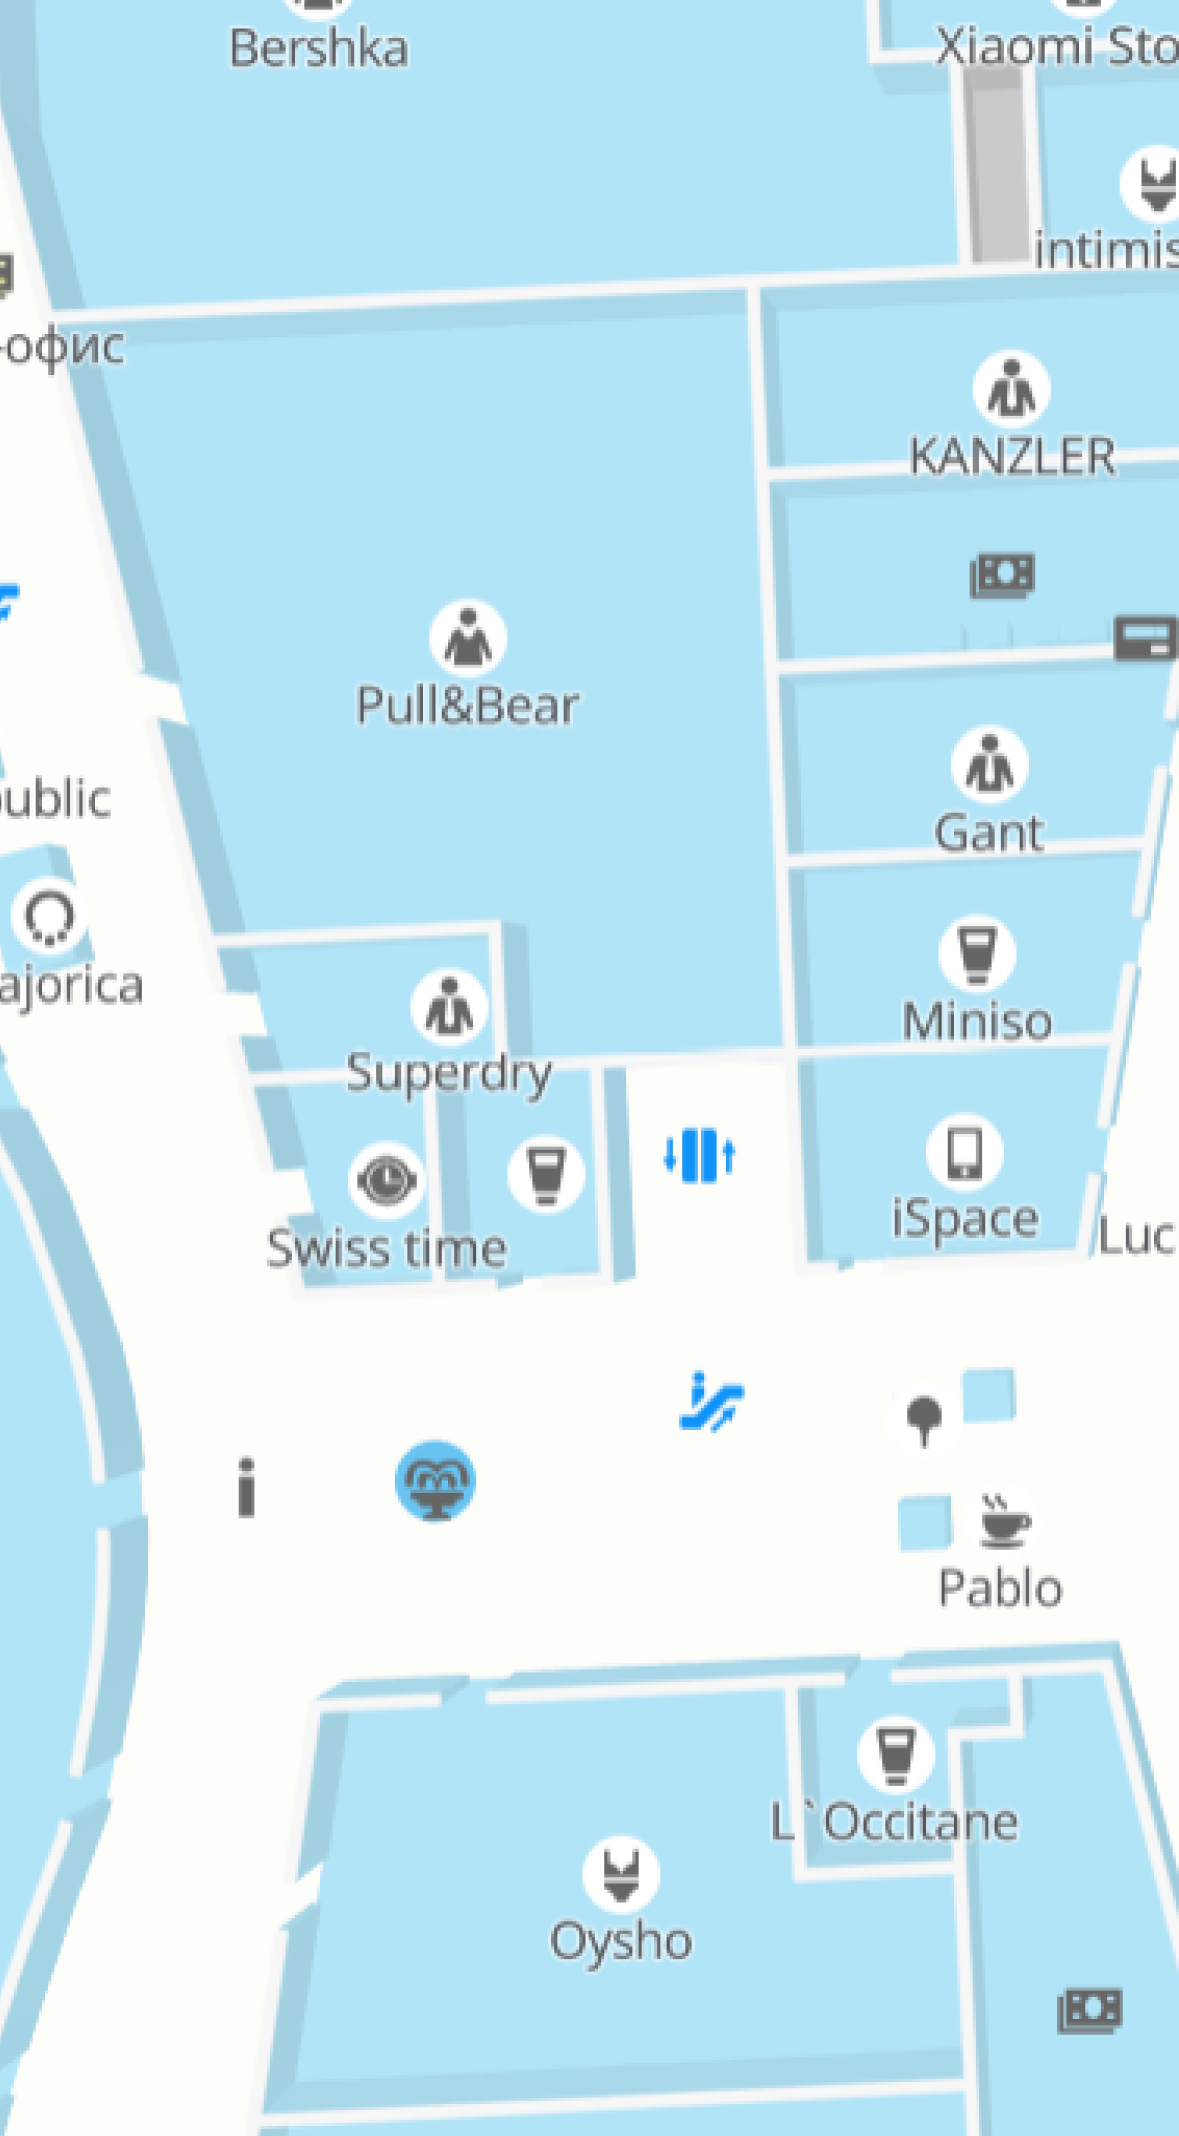 Bershka
Xiaomi Sto
intimis
-офис
KANZLER
Pull&Bear
public
Gant
ajorica
Miniso
Superdry
iSpace
Swiss time
Luc
Pablo
L`Occitane
Oysho